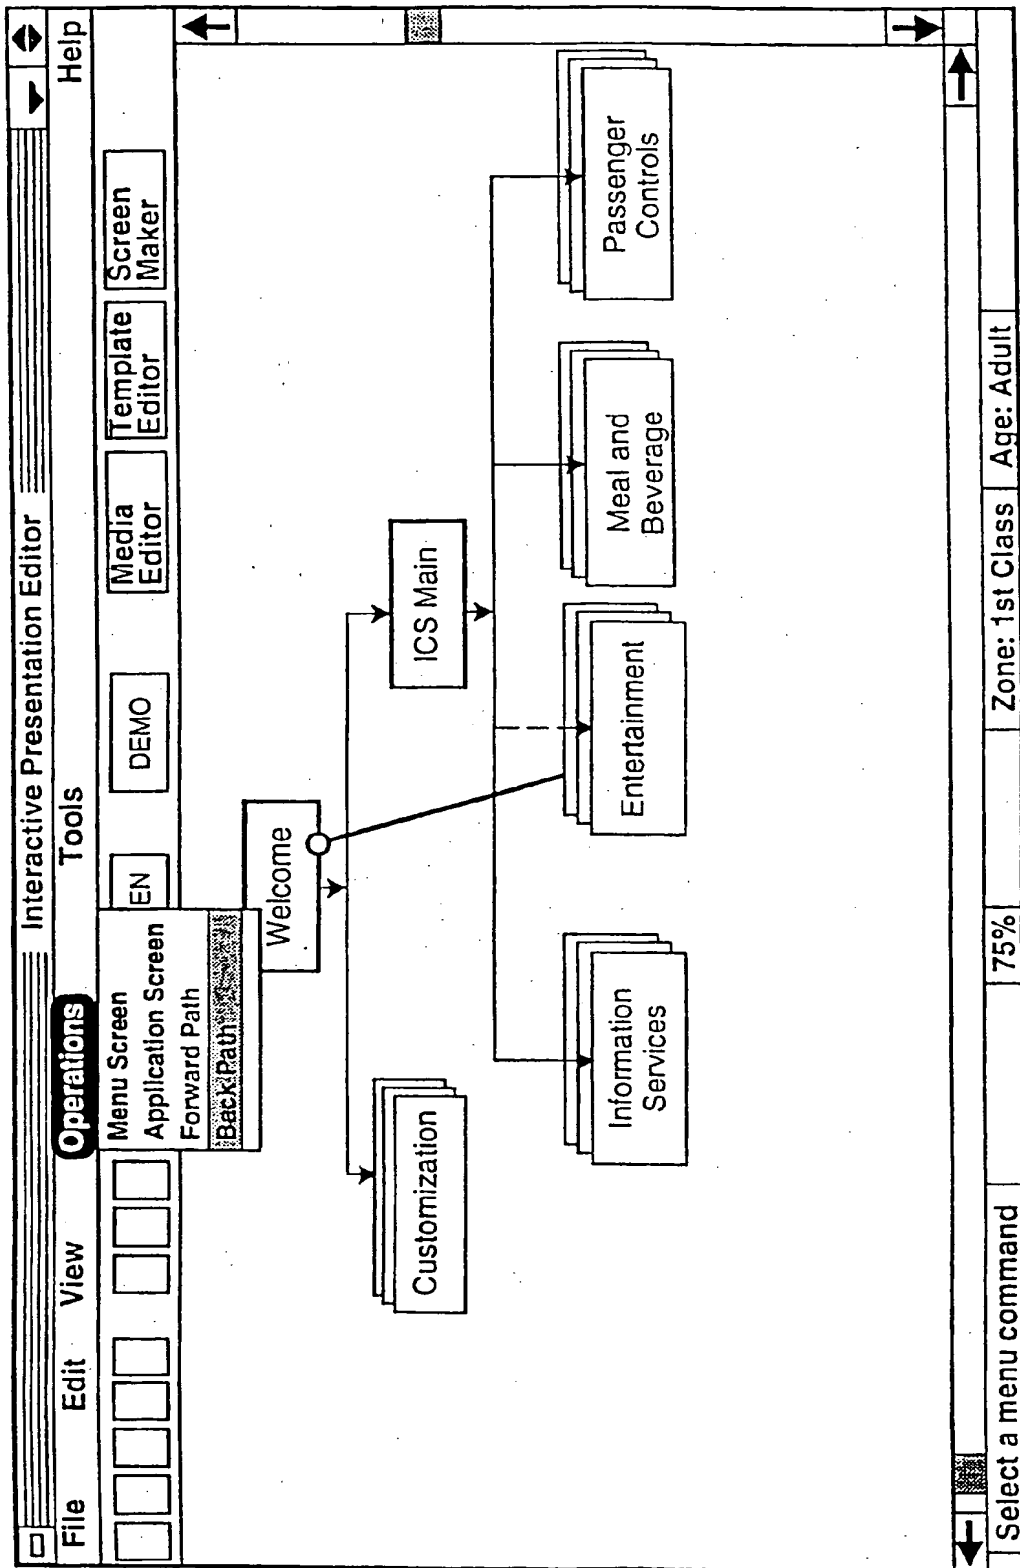 Interactive Presentation Editor
File Edit View Operations Tools Help
Menu Screen
Application Screen
Forward Path
Back Path
EN
DEMO
Media
Editor
Template
Editor
Screen
Maker
Welcome
Customization
ICS Main
Information
Services
Entertainment
Meal and
Beverage
Passenger
Controls
Select a menu command 75% Zone: 1st Class Age: Adult